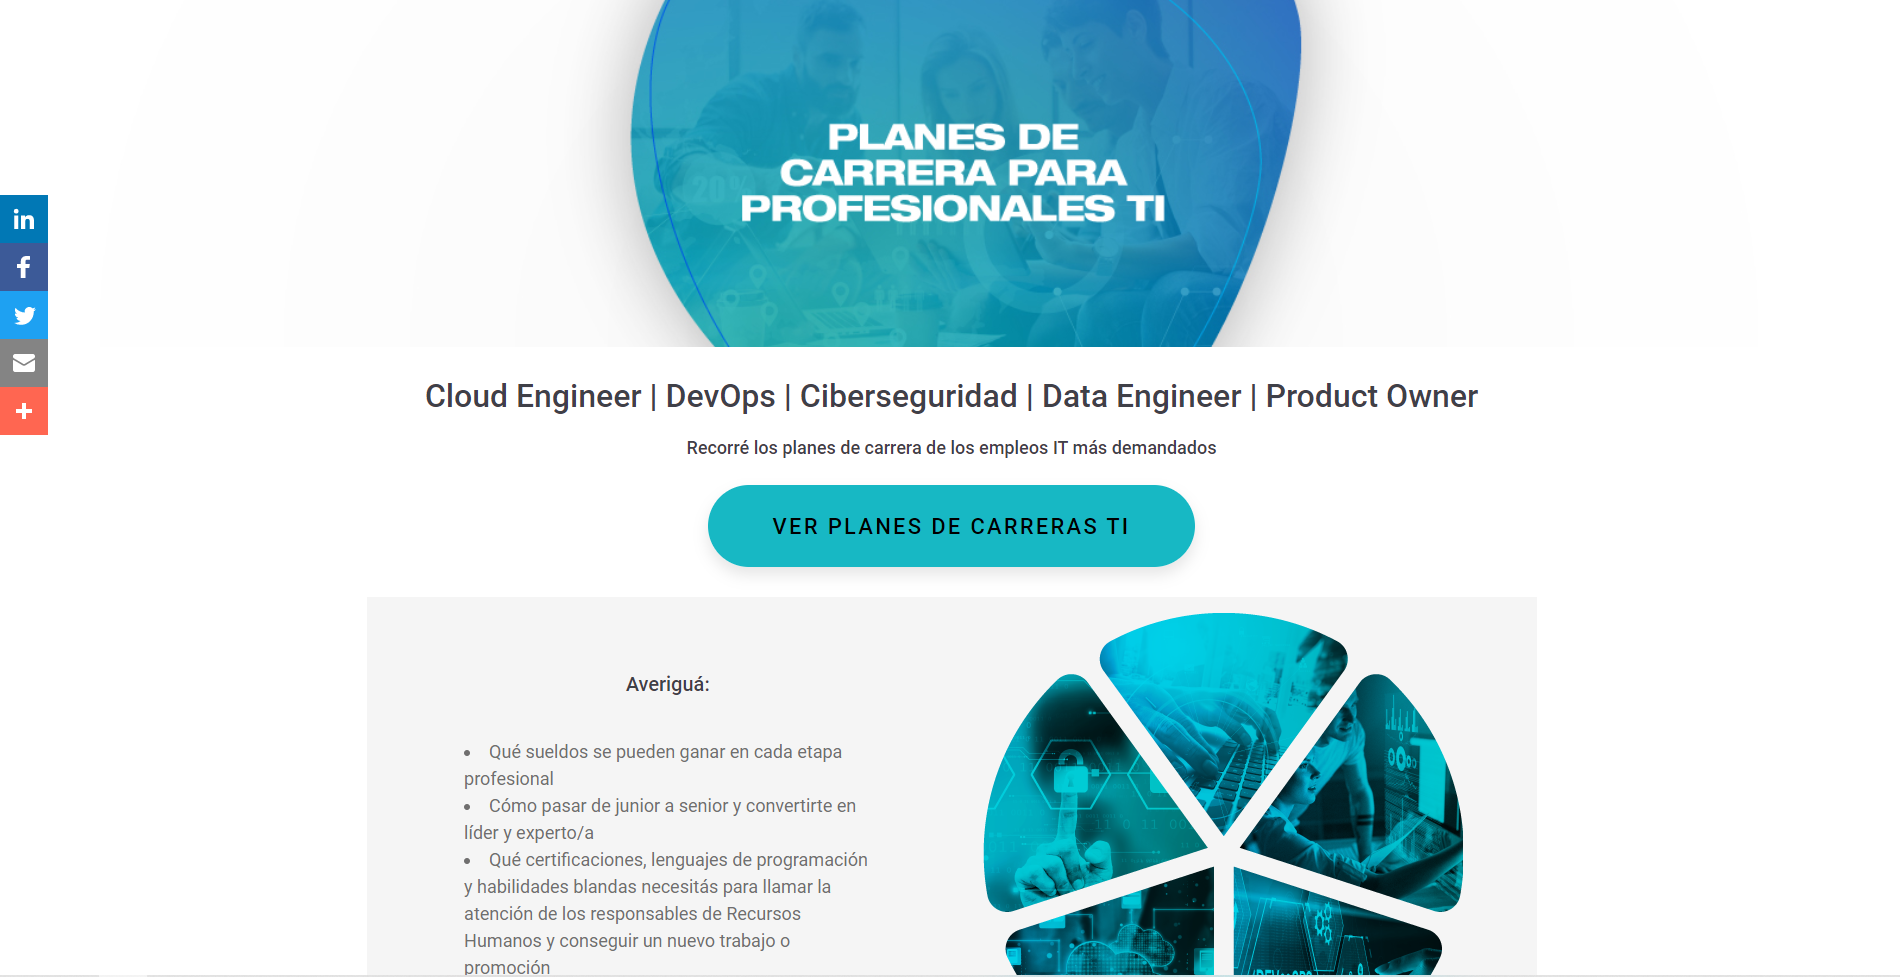 PLANES DE
CARRERA PARA
PROFESIONALES TI
20%
in
Cloud Engineer | DevOps | Ciberseguridad | Data Engineer | Product Owner
Recorré los planes de carrera de los empleos IT más demandados
VER PLANES DE CARRERAS TI
Averiguá:
• Qué sueldos se pueden ganar en cada etapa
profesional
• Cómo pasar de junior a senior y convertirte en
líder y experto/a
• Qué certificaciones, lenguajes de programación
y habilidades blandas necesitás para llamar la
atención de los responsables de Recursos
Humanos y conseguir un nuevo trabajo o
promoción